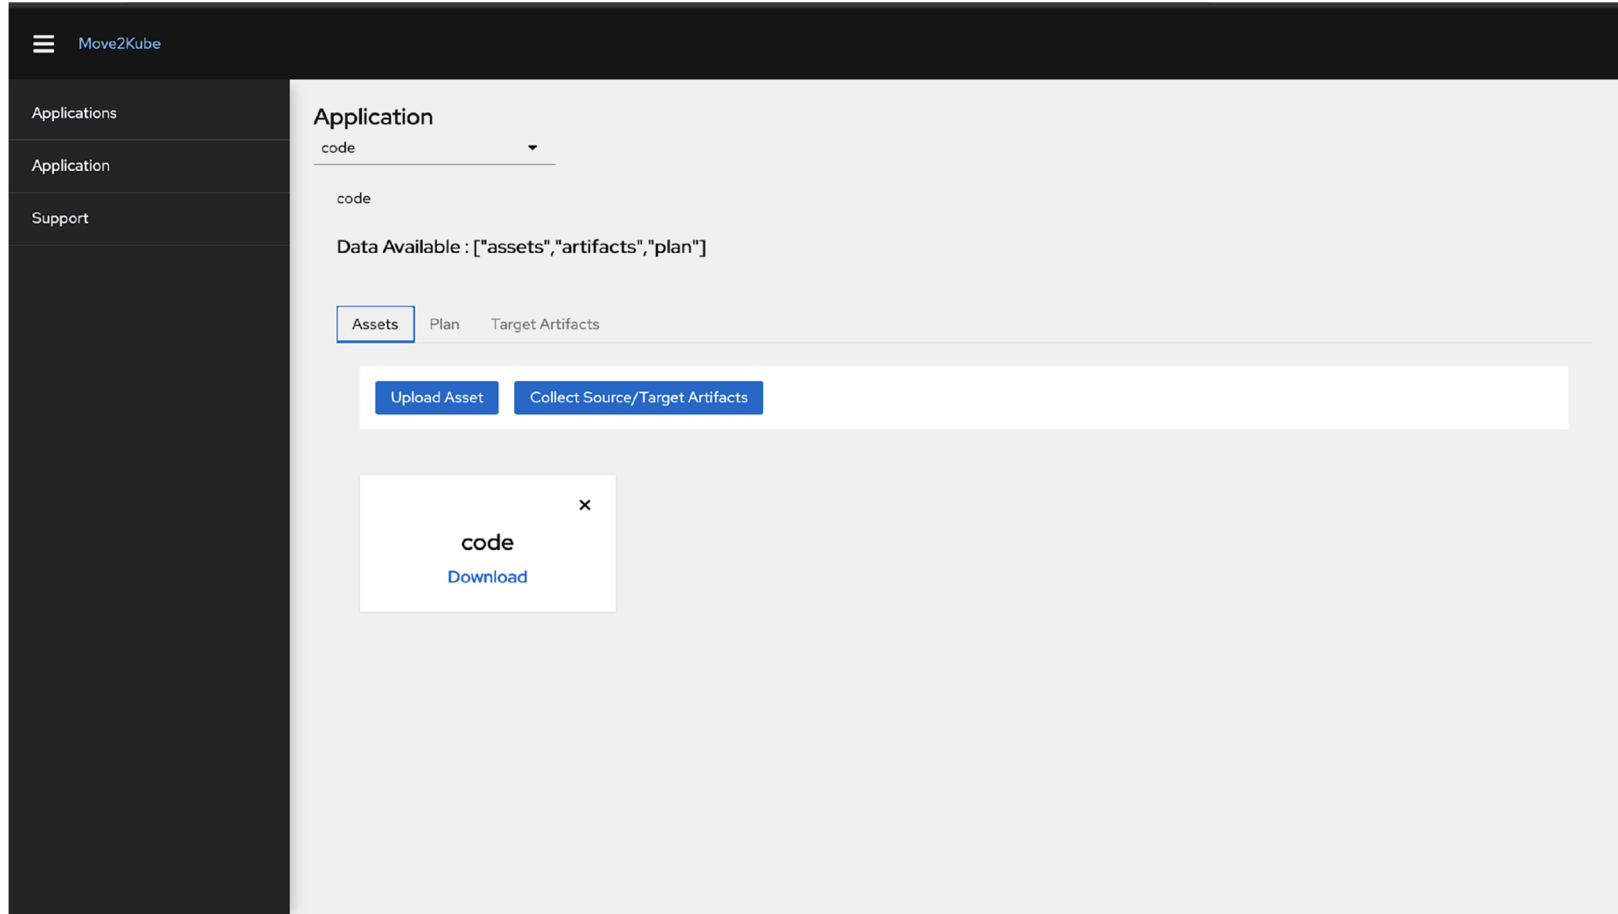 Move2Kube
Applications
Application
Support
Application
code
code
Data Available : ["assets","artifacts","plan"]
Assets Plan Target Artifacts
Upload Asset Collect Source/Target Artifacts
code
Download